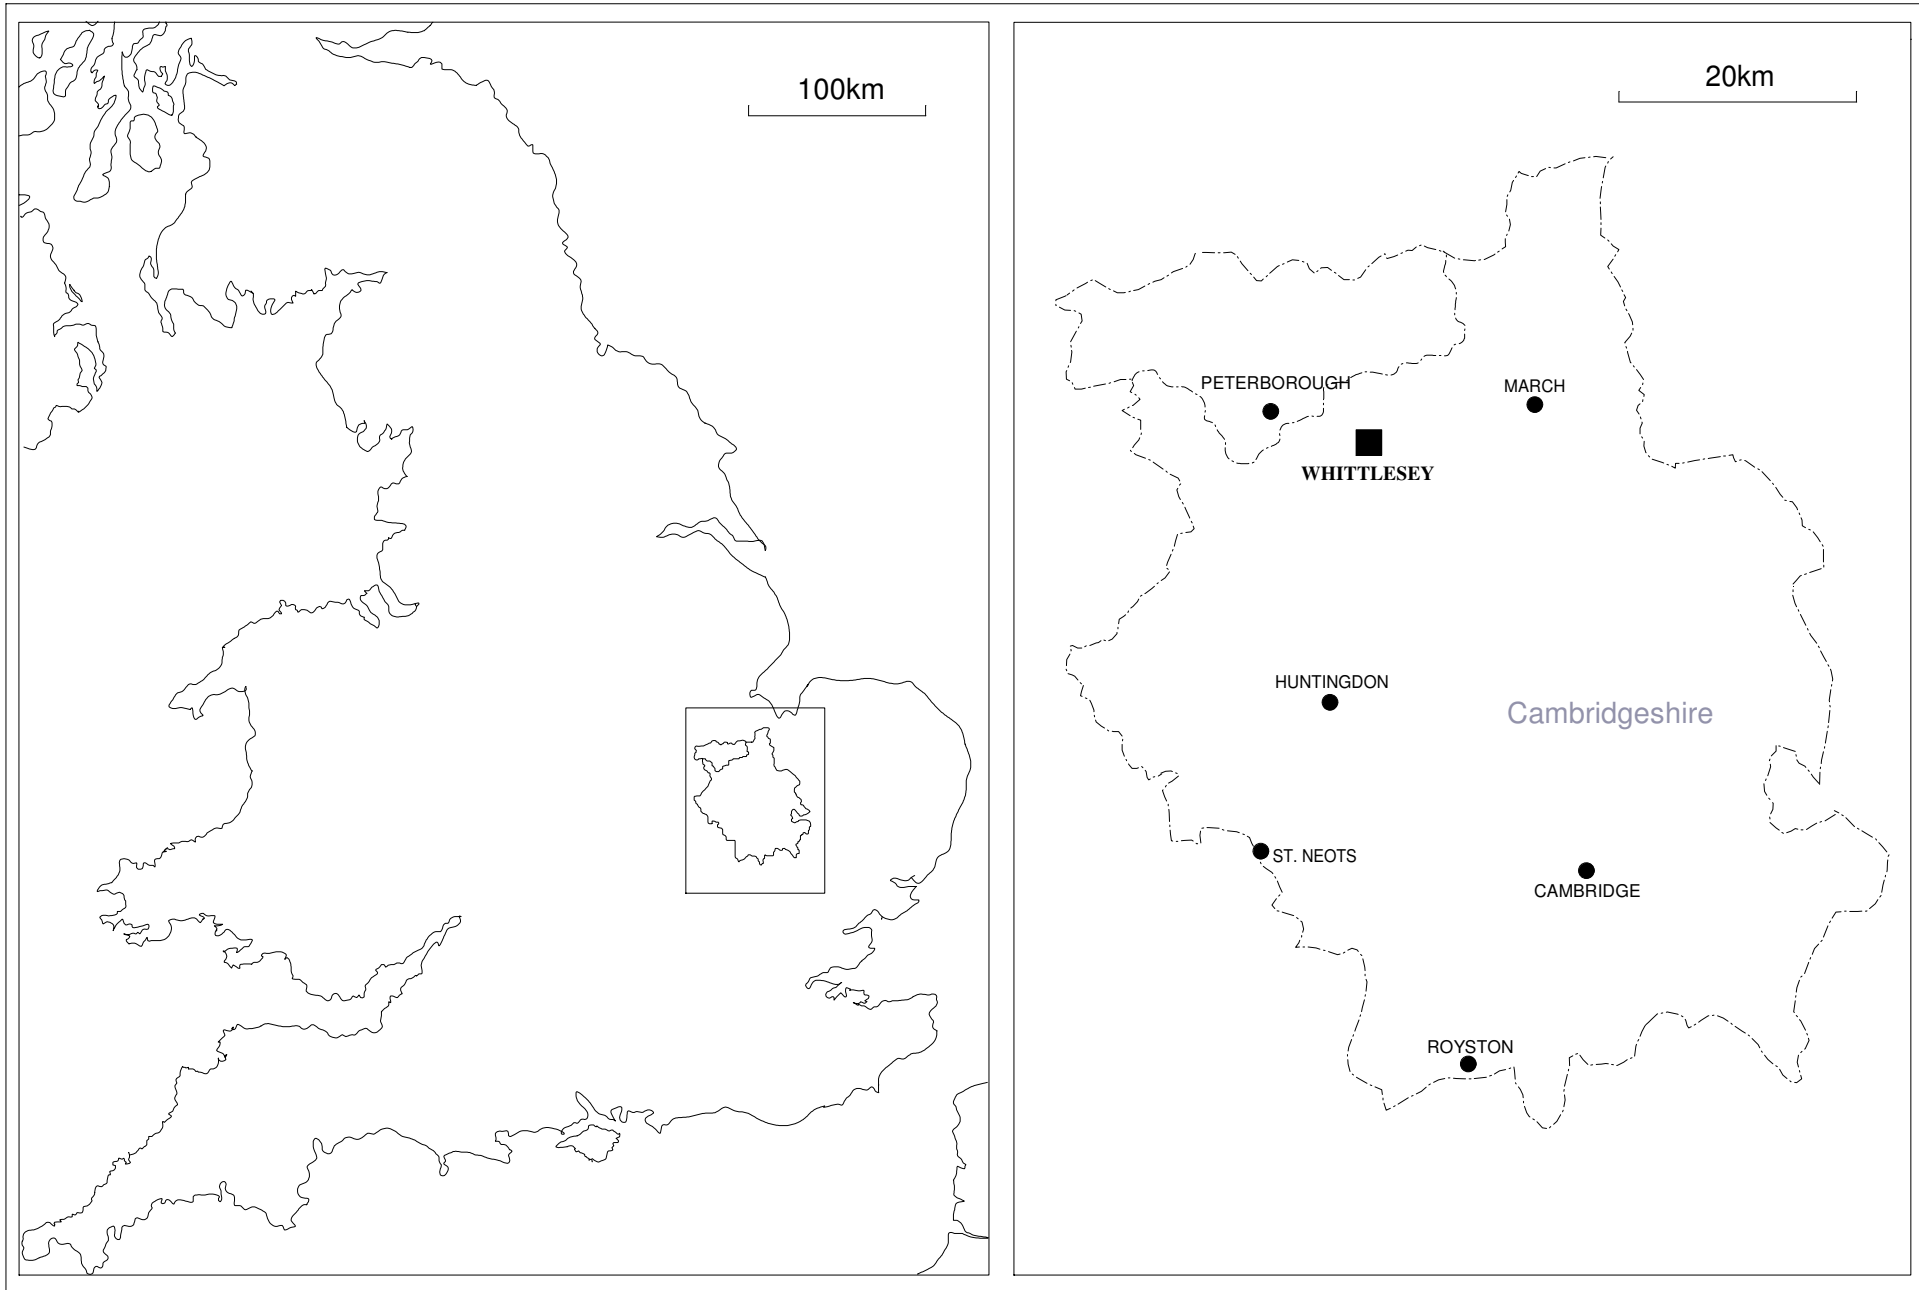 100km
20km
PETERBOROUGH
MARCH
WHITTLESEY
HUNTINGDON
Cambridgeshire
ST. NEOTS
CAMBRIDGE
ROYSTON